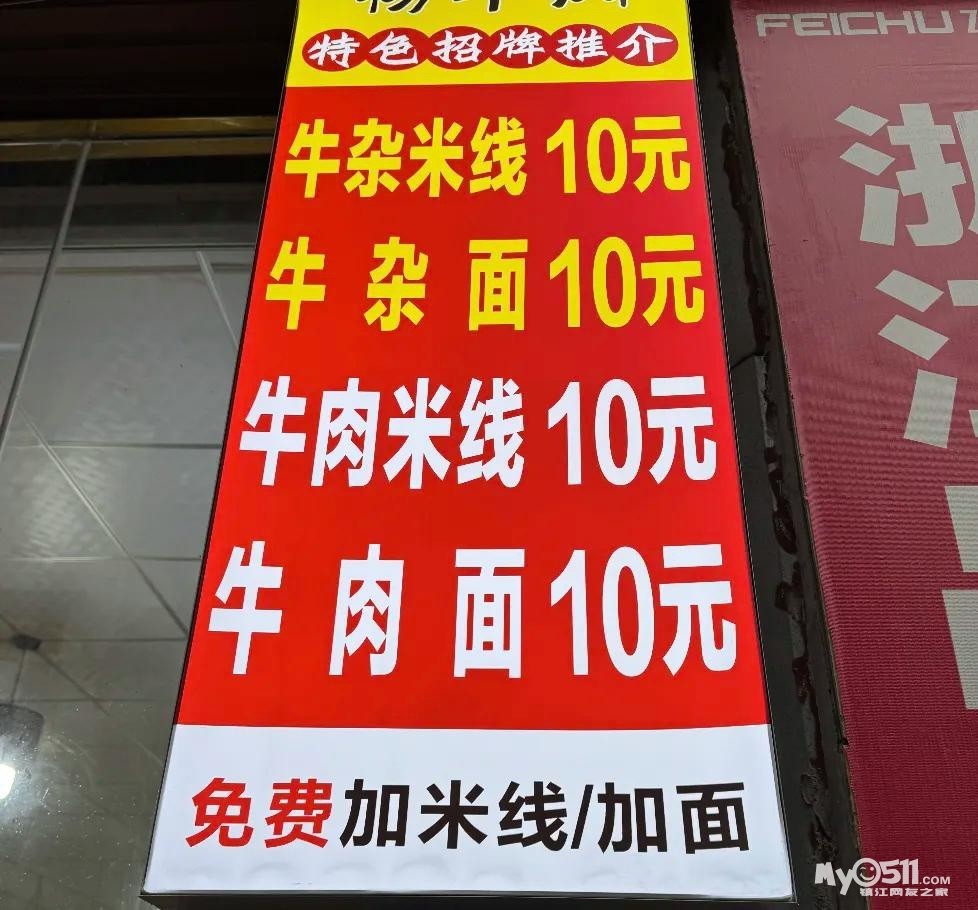 特色招牌推介
牛杂米线 10元
牛杂面 10元
牛肉米线 10元
牛肉面 10元
免费加米线/加面
FEICHU
浙
江
My0511.COM
镇江网友之家